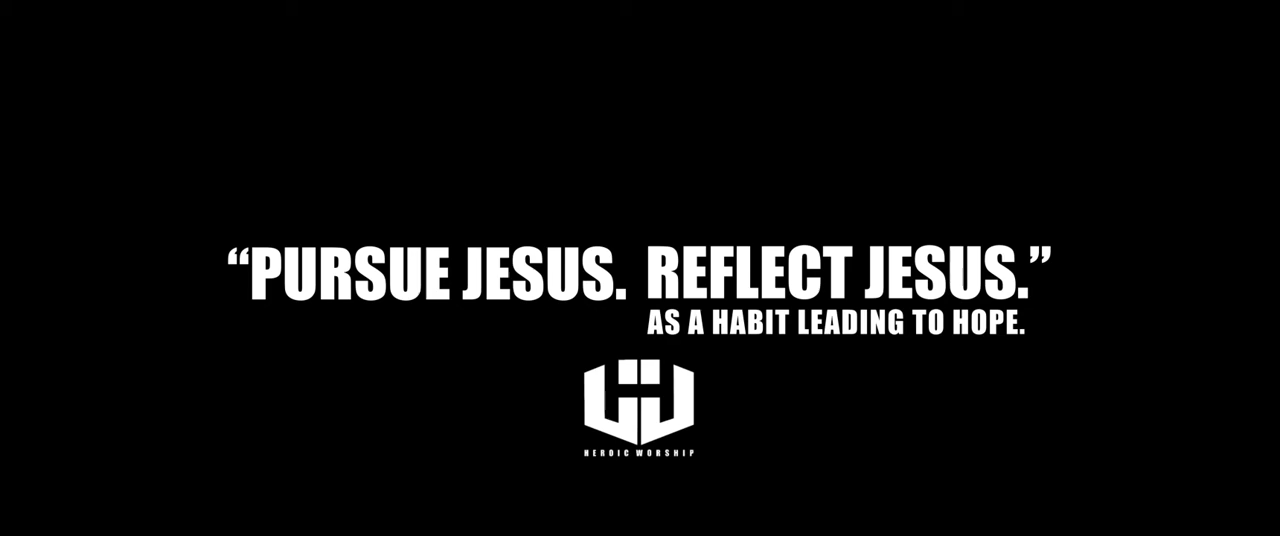 “PURSUE JESUS. REFLECT JESUS.”
AS A HABIT LEADING TO HOPE.
HEROIC WORSHIP